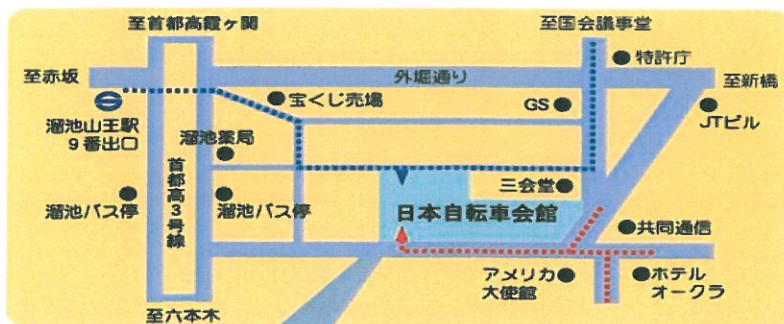 至首都高霞ヶ関
至国会議事堂
特許庁
至赤坂
外堀通り
至新橋
宝くじ売場
GS
JTビル
溜池山王駅
9番出口
溜池薬局
首都高3号線
三会堂
溜池バス停
溜池バス停
日本自転車会館
共同通信
アメリカ
大使館
ホテル
オークラ
至六本木